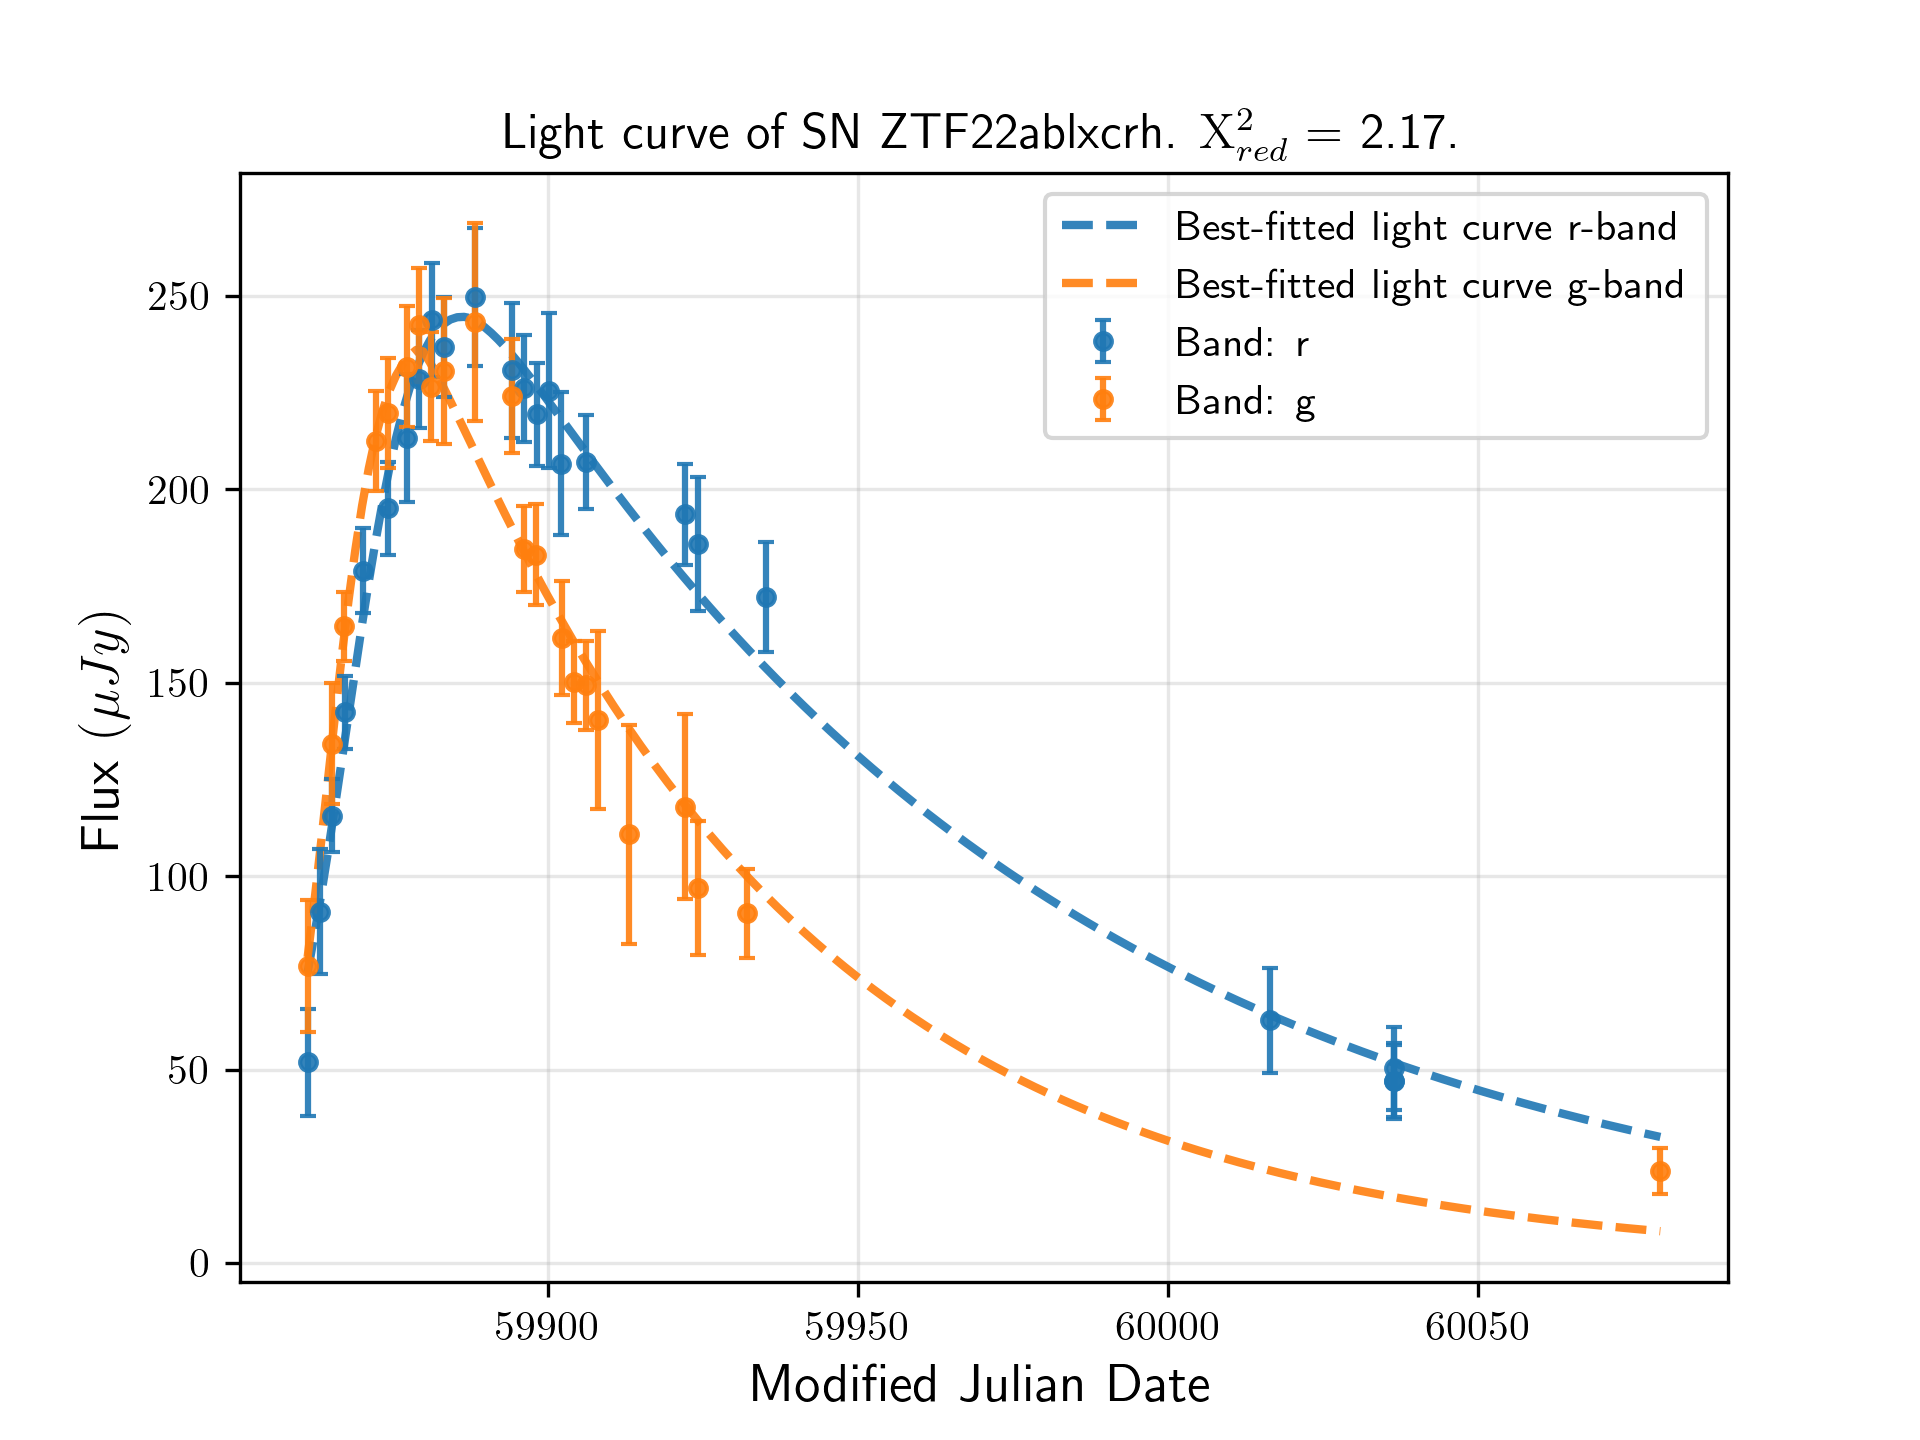 Light curve of SN ZTF22ablxcrh. X²_red = 2.17.
Best-fitted light curve r-band
Best-fitted light curve g-band
Band: r
Band: g
Flux (μJy)
250
200
150
100
50
0
59900 59950 60000 60050
Modified Julian Date